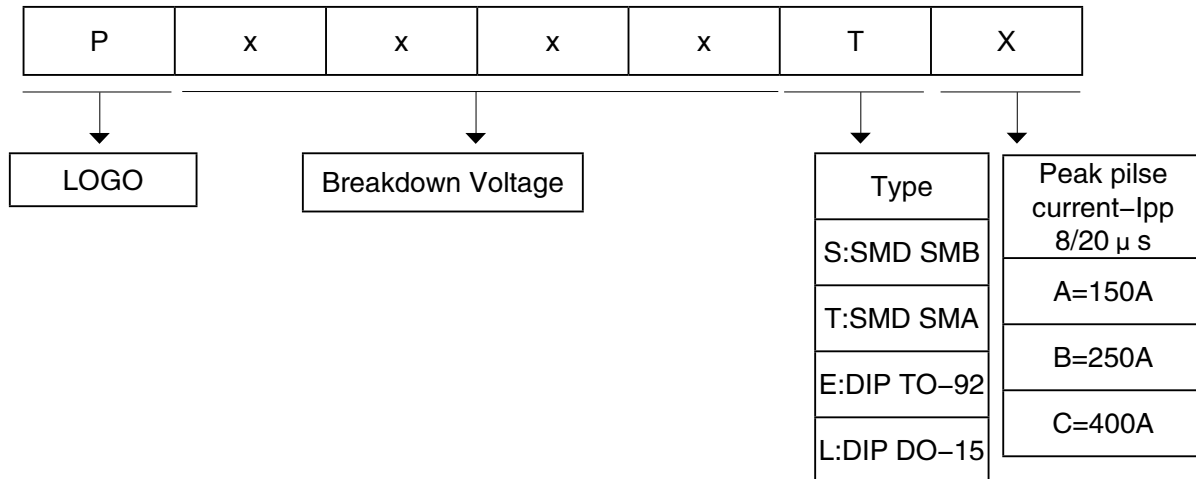 P x x x x T X
LOGO
Breakdown Voltage
Type
S:SMD SMB
T:SMD SMA
E:DIP TO−92
L:DIP DO−15
Peak pilse
current−Ipp
8/20 μ s
A=150A
B=250A
C=400A